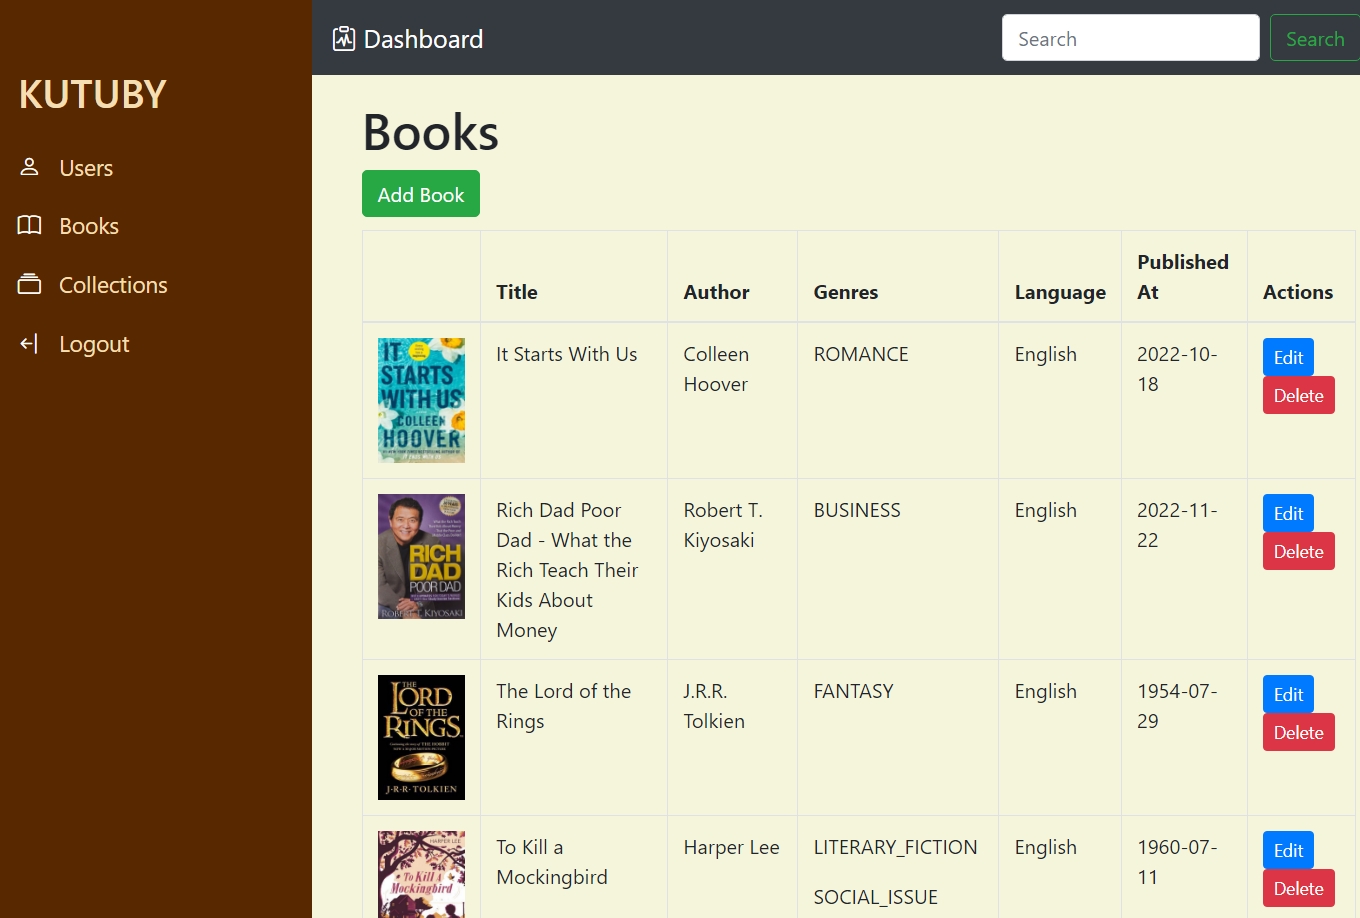 KUTUBY
Users
Books
Collections
Logout
Dashboard
Search
Search
Books
Add Book
Title
Author
Genres
Language
Published
At
Actions
IT
STARTS
WITH US
COLLEEN
HOOVER
It Starts With Us
Colleen
Hoover
ROMANCE
English
2022-10-
18
Edit
Delete
RICH
DAD
POOR DAD
ROBERT T. KIYOSAKI
Rich Dad Poor
Dad - What the
Rich Teach Their
Kids About
Money
Robert T.
Kiyosaki
BUSINESS
English
2022-11-
22
Edit
Delete
THE
LORD
OF THE
RINGS
J·R·R·TOLKIEN
The Lord of the
Rings
J.R.R.
Tolkien
FANTASY
English
1954-07-
29
Edit
Delete
HARPER LEE
To Kill A
Mockingbird
To Kill a
Mockingbird
Harper Lee
LITERARY_FICTION
SOCIAL_ISSUE
English
1960-07-
11
Edit
Delete